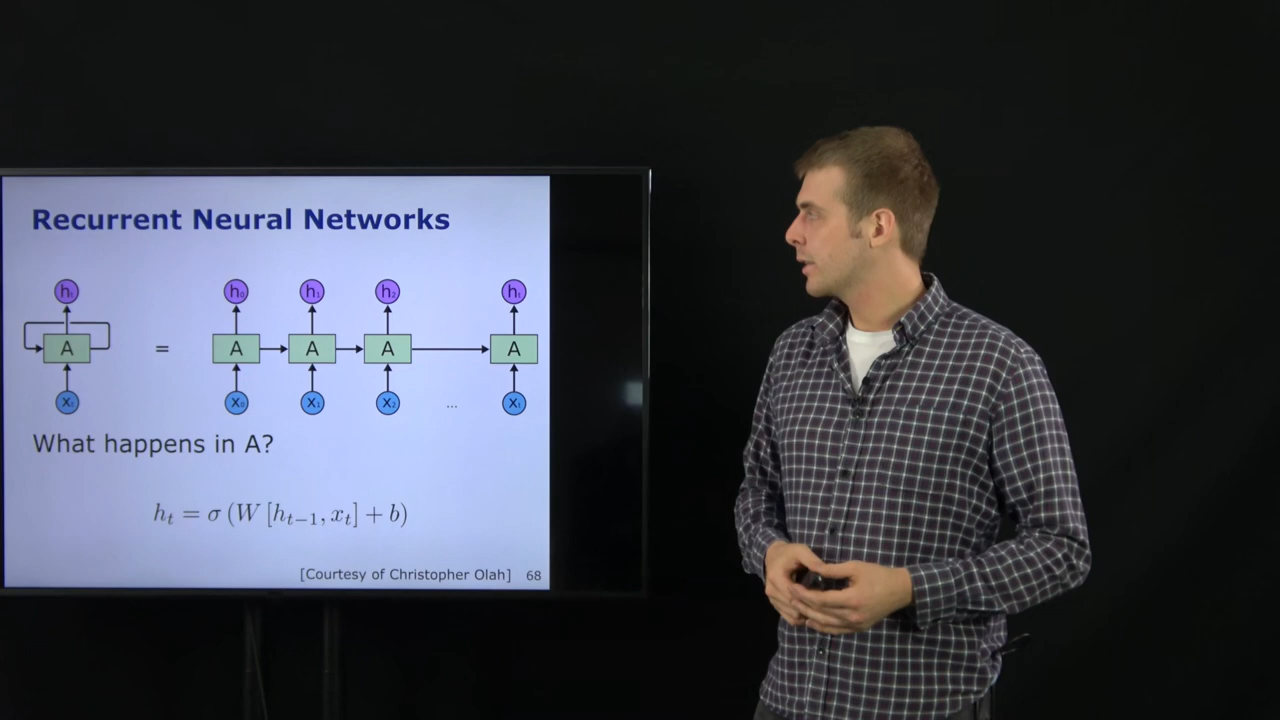 Recurrent Neural Networks
hₜ h₀ h₁ h₂ hₜ
A = A A A A
xₜ x₀ x₁ x₂ ... xₜ
What happens in A?
hₜ = σ (W [hₜ₋₁, xₜ] + b)
[Courtesy of Christopher Olah] 68